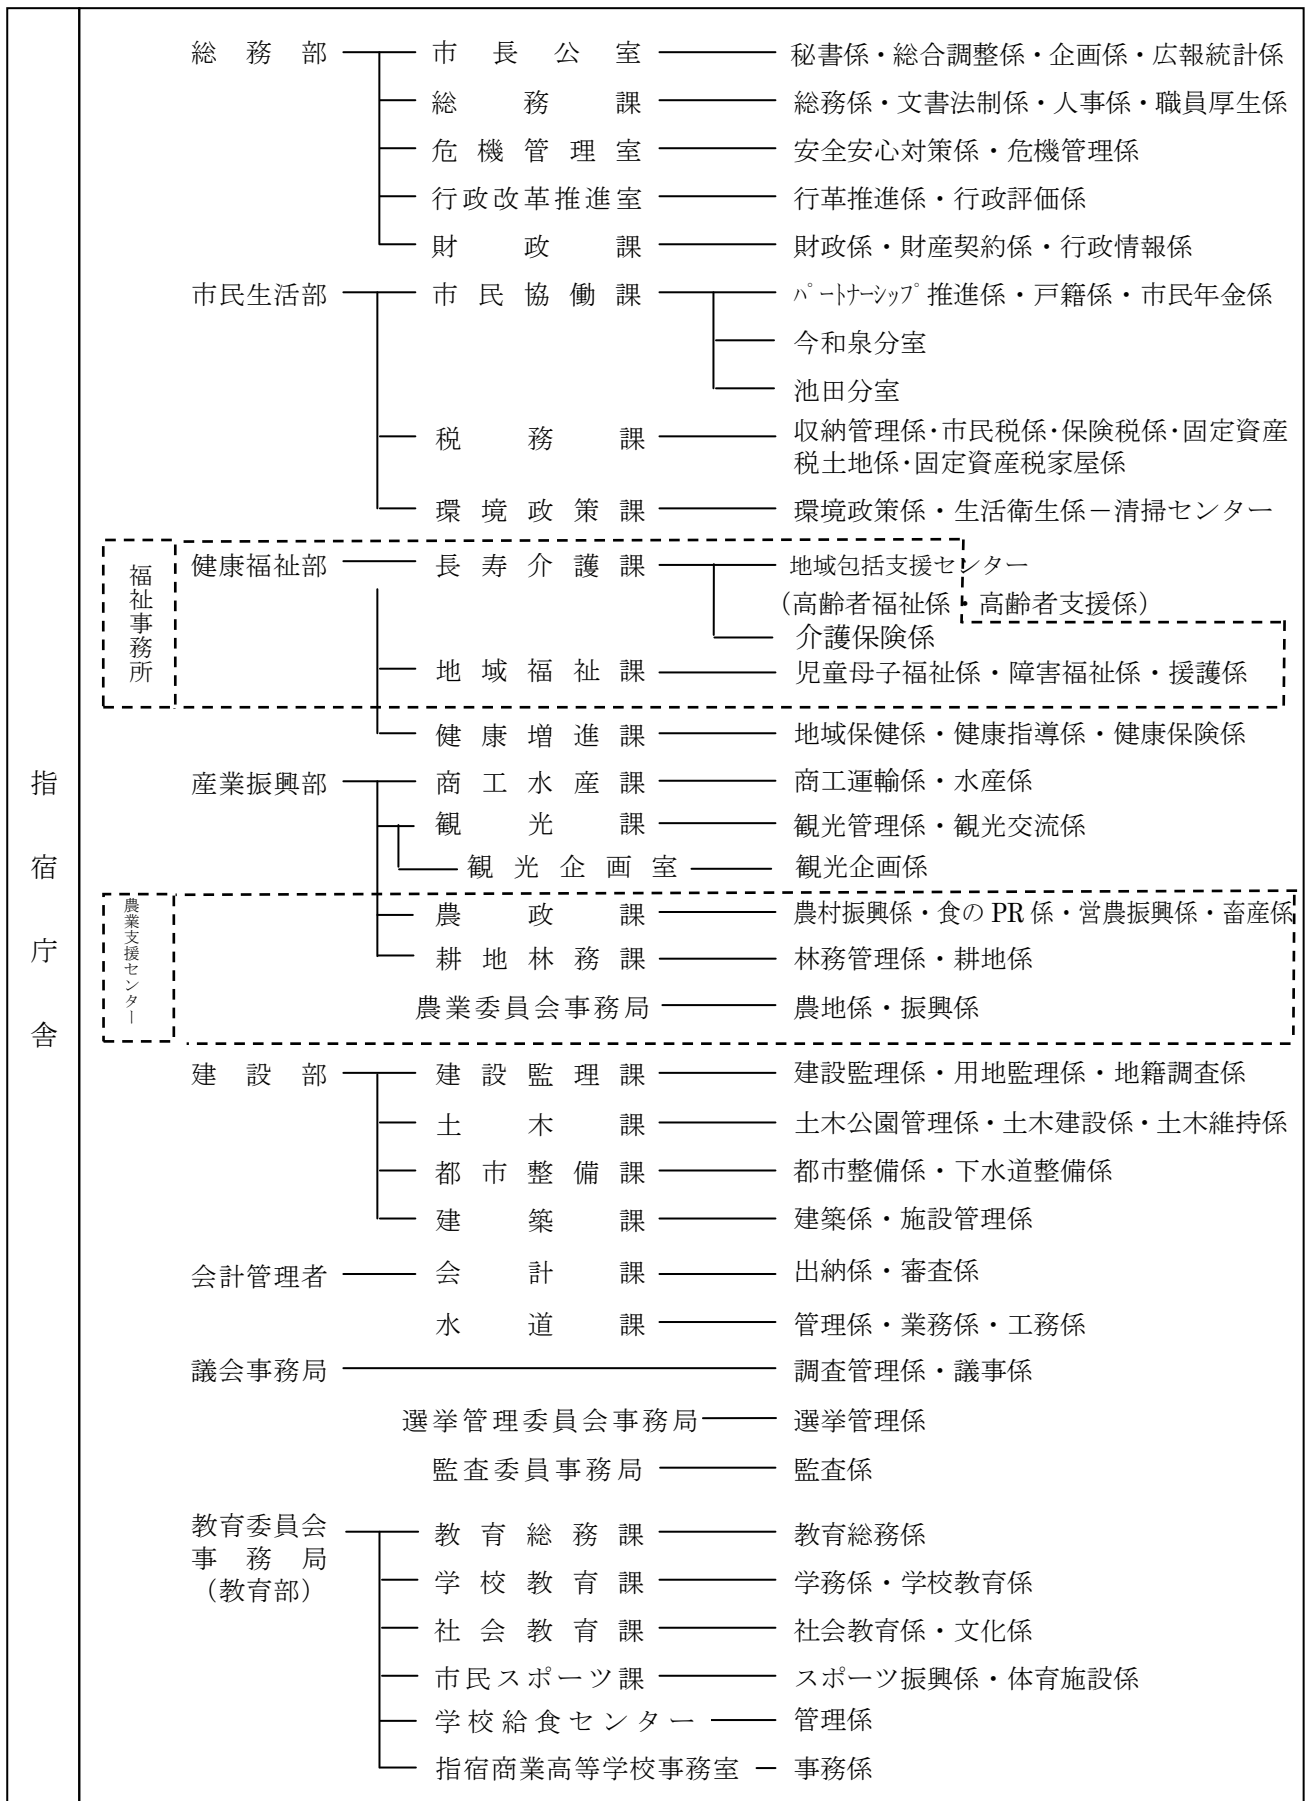 指宿庁舎
総務部 市長公室 秘書係・総合調整係・企画係・広報統計係
総務課 総務係・文書法制係・人事係・職員厚生係
危機管理室 安全安心対策係・危機管理係
行政改革推進室 行革推進係・行政評価係
財政課 財政係・財産契約係・行政情報係
市民生活部 市民協働課 ﾊﾟｰﾄﾅｰｼｯﾌﾟ推進係・戸籍係・市民年金係
今和泉分室
池田分室
税務課 収納管理係・市民税係・保険税係・固定資産
税土地係・固定資産税家屋係
環境政策課 環境政策係・生活衛生係－清掃センター
福祉事務所
健康福祉部 長寿介護課 地域包括支援センター
（高齢者福祉係・高齢者支援係）
介護保険係
地域福祉課 児童母子福祉係・障害福祉係・援護係
健康増進課 地域保健係・健康指導係・健康保険係
産業振興部 商工水産課 商工運輸係・水産係
観光課 観光管理係・観光交流係
観光企画室 観光企画係
農業支援センター
農政課 農村振興係・食のPR係・営農振興係・畜産係
耕地林務課 林務管理係・耕地係
農業委員会事務局 農地係・振興係
建設部 建設監理課 建設監理係・用地監理係・地籍調査係
土木課 土木公園管理係・土木建設係・土木維持係
都市整備課 都市整備係・下水道整備係
建築課 建築係・施設管理係
会計管理者 会計課 出納係・審査係
水道課 管理係・業務係・工務係
議会事務局 調査管理係・議事係
選挙管理委員会事務局 選挙管理係
監査委員事務局 監査係
教育委員会
事務局
（教育部）
教育総務課 教育総務係
学校教育課 学務係・学校教育係
社会教育課 社会教育係・文化係
市民スポーツ課 スポーツ振興係・体育施設係
学校給食センター 管理係
指宿商業高等学校事務室 事務係